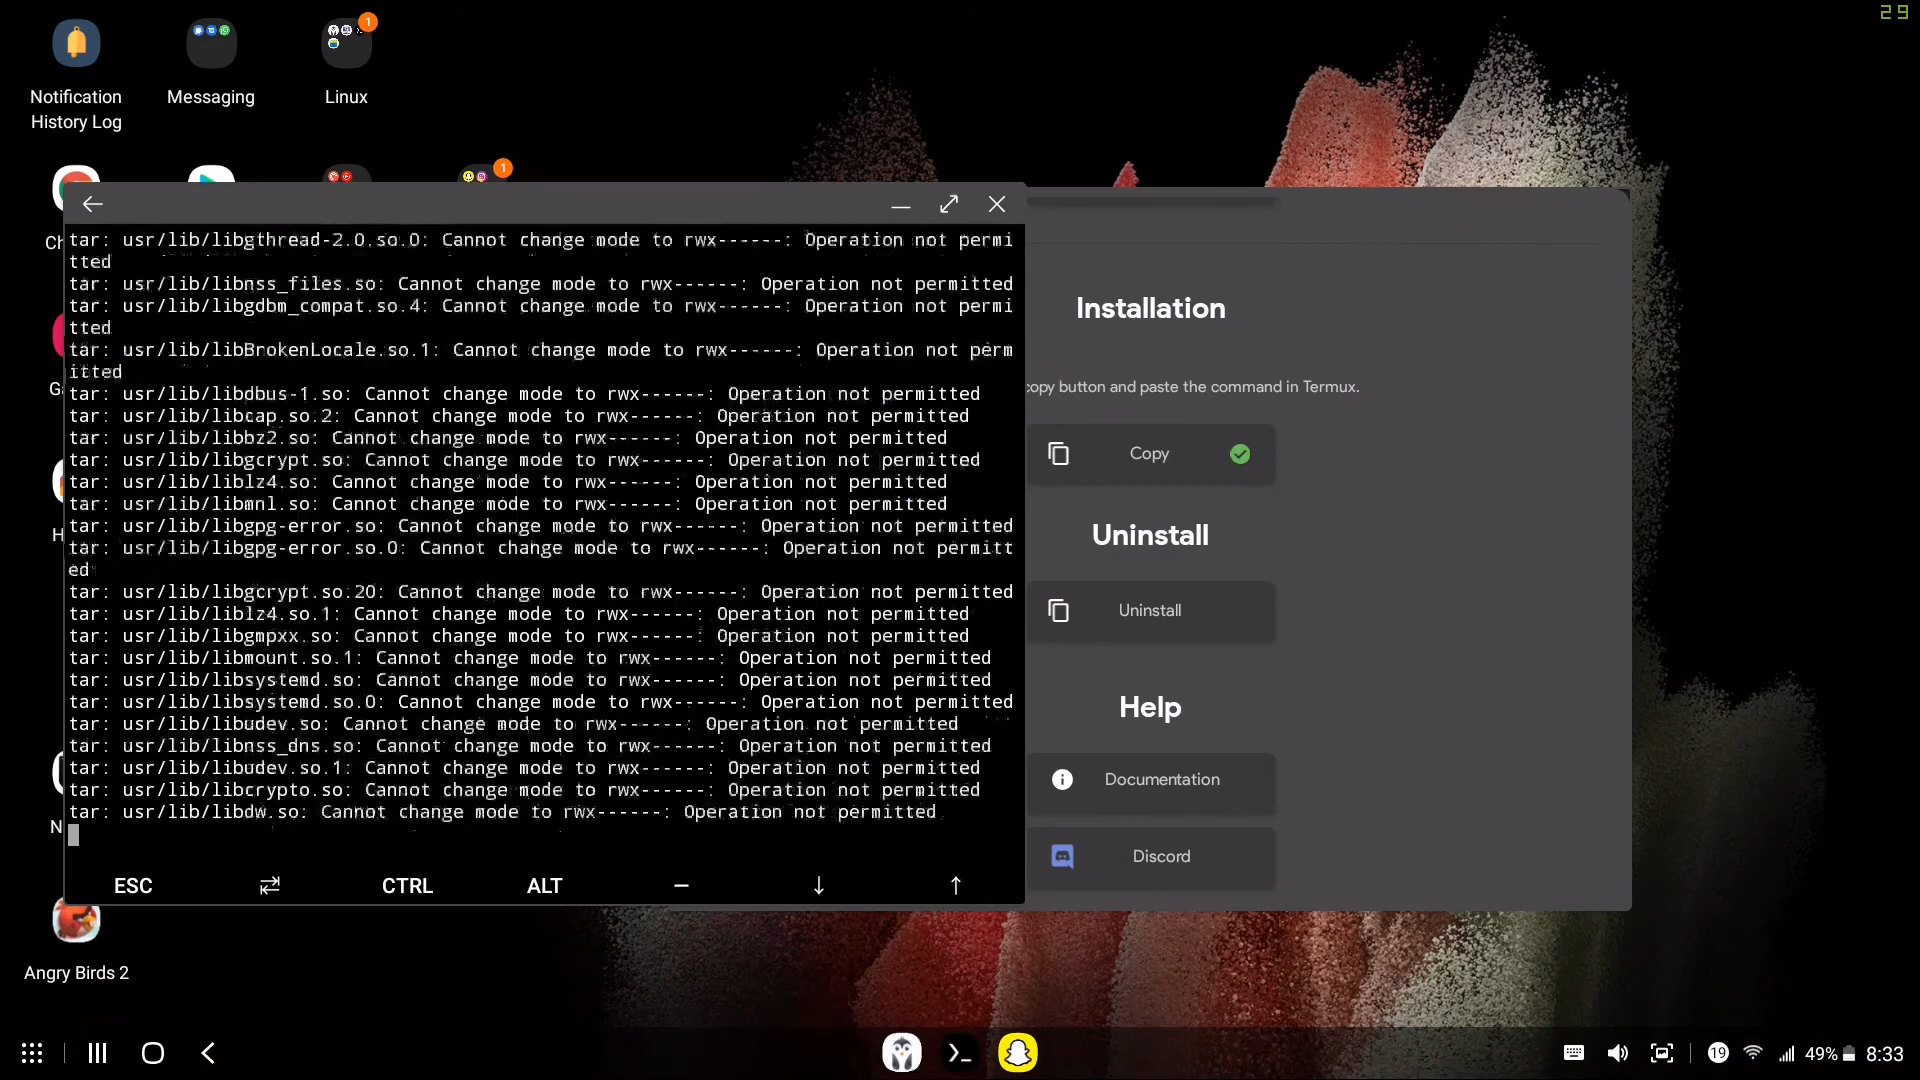 29
1
Notification
History Log
Messaging
Linux
1
Ch
tar: usr/lib/libgthread-2.0.so.0: Cannot change mode to rwx------: Operation not permi
tted
tar: usr/lib/libnss_files.so: Cannot change mode to rwx------: Operation not permitted
tar: usr/lib/libgdbm_compat.so.4: Cannot change mode to rwx------: Operation not permi
tted
tar: usr/lib/libBrokenLocale.so.1: Cannot change mode to rwx------: Operation not perm
itted
tar: usr/lib/libdbus-1.so: Cannot change mode to rwx------: Operation not permitted
tar: usr/lib/libcap.so.2: Cannot change mode to rwx------: Operation not permitted
tar: usr/lib/libbz2.so: Cannot change mode to rwx------: Operation not permitted
tar: usr/lib/libgcrypt.so: Cannot change mode to rwx------: Operation not permitted
tar: usr/lib/liblz4.so: Cannot change mode to rwx------: Operation not permitted
tar: usr/lib/libmnl.so: Cannot change mode to rwx------: Operation not permitted
tar: usr/lib/libgpg-error.so: Cannot change mode to rwx------: Operation not permitted
tar: usr/lib/libgpg-error.so.0: Cannot change mode to rwx------: Operation not permitt
ed
tar: usr/lib/libgcrypt.so.20: Cannot change mode to rwx------: Operation not permitted
tar: usr/lib/liblz4.so.1: Cannot change mode to rwx------: Operation not permitted
tar: usr/lib/libgmpxx.so: Cannot change mode to rwx------: Operation not permitted
tar: usr/lib/libmount.so.1: Cannot change mode to rwx------: Operation not permitted
tar: usr/lib/libsystemd.so: Cannot change mode to rwx------: Operation not permitted
tar: usr/lib/libsystemd.so.0: Cannot change mode to rwx------: Operation not permitted
tar: usr/lib/libudev.so: Cannot change mode to rwx------: Operation not permitted
tar: usr/lib/libnss_dns.so: Cannot change mode to rwx------: Operation not permitted
tar: usr/lib/libudev.so.1: Cannot change mode to rwx------: Operation not permitted
tar: usr/lib/libcrypto.so: Cannot change mode to rwx------: Operation not permitted
tar: usr/lib/libdw.so: Cannot change mode to rwx------: Operation not permitted
ESC CTRL ALT
Installation
copy button and paste the command in Termux.
Copy
Uninstall
Uninstall
Help
Documentation
Discord
Angry Birds 2
19 49% 8:33